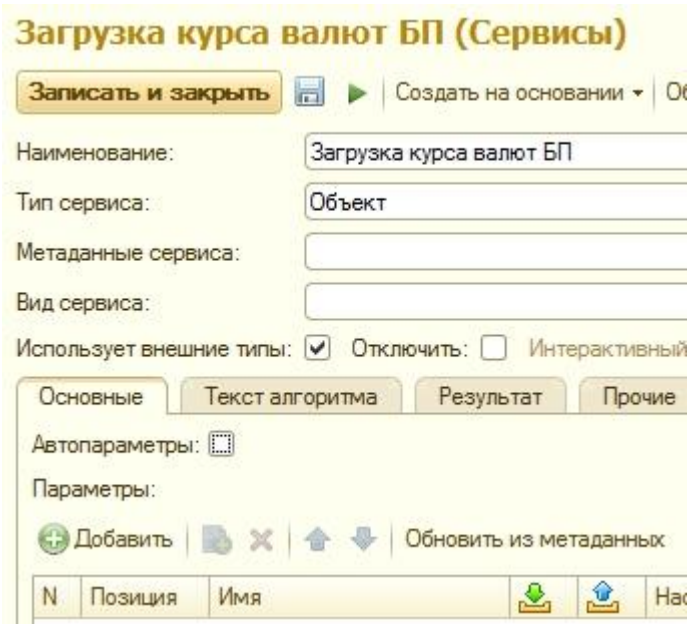 Загрузка курса валют БП (Сервисы)
Записать и закрыть Создать на основании Об
Наименование: Загрузка курса валют БП
Тип сервиса: Объект
Метаданные сервиса:
Вид сервиса:
Использует внешние типы: Отключить: Интерактивный
Основные Текст алгоритма Результат Прочие
Автопараметры:
Параметры:
Добавить Обновить из метаданных
N Позиция Имя Нас